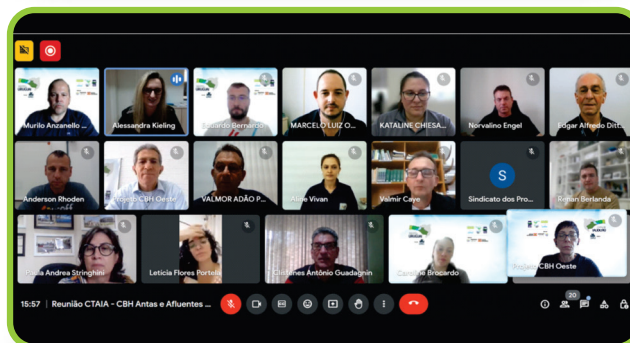 Murilo Anzanello ...
Alessandra Kieling
Eduardo Bernardo
MARCELO LUIZ O...
KATALINE CHIESA...
Norvalino Engel
Edgar Alfredo Ditt...
Anderson Rhoden
Projeto CBH Oeste
VALMOR ADÃO P...
Aline Vivan
Valmir Caye
S
Sindicato dos Pro...
Renan Berlanda
Paula Andrea Stringhini
Letícia Flores Portela
Clístenes Antônio Guadagnin
Caroline Brocardo
Projeto CBH Oeste
15:57 | Reunião CTAIA - CBH Antas e Afluentes ...
20